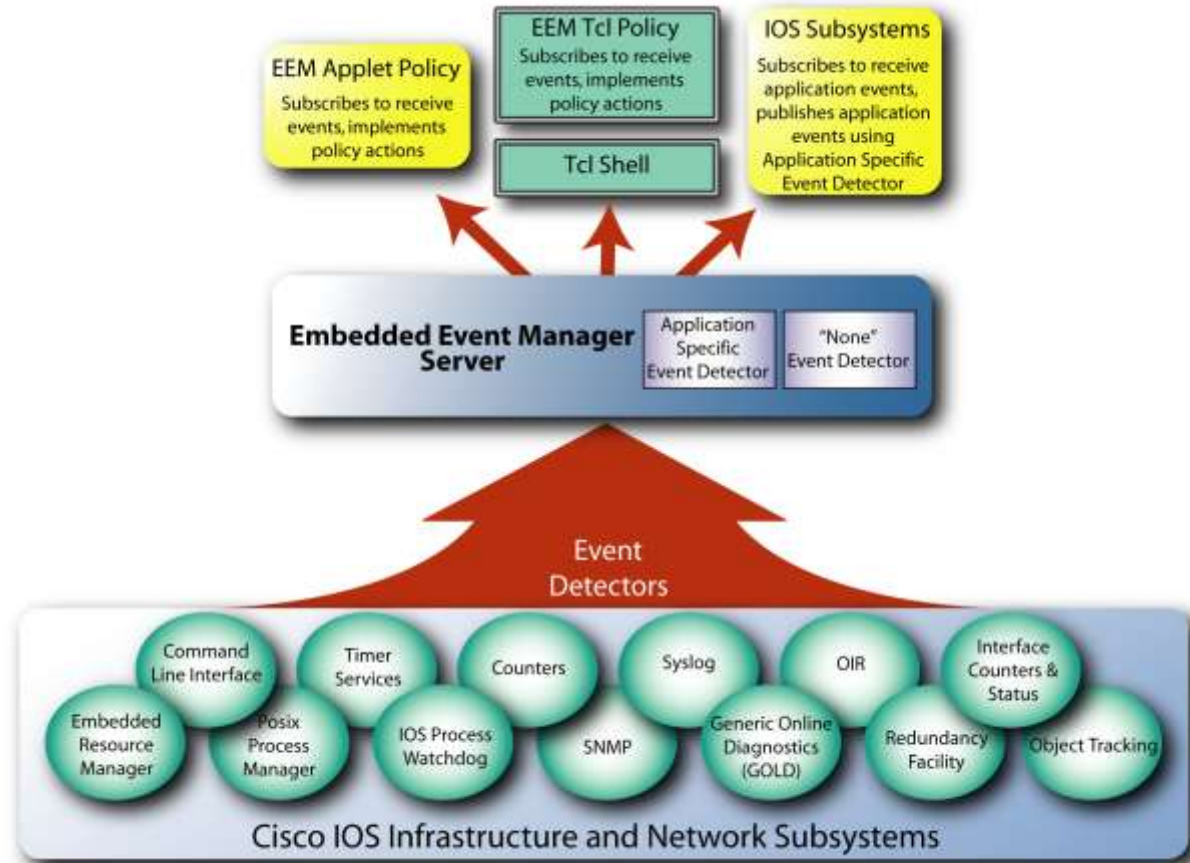 EEM Applet Policy
Subscribes to receive
events, implements
policy actions
EEM Tcl Policy
Subscribes to receive
events, implements
policy actions
Tcl Shell
IOS Subsystems
Subscribes to receive
application events,
publishes application
events using
Application Specific
Event Detector
Embedded Event Manager
Server
Application
Specific
Event Detector
"None"
Event Detector
Event
Detectors
Command
Line Interface
Timer
Services
Counters
Syslog
OIR
Interface
Counters &
Status
Embedded
Resource
Manager
Posix
Process
Manager
IOS Process
Watchdog
SNMP
Generic Online
Diagnostics
(GOLD)
Redundancy
Facility
Object Tracking
Cisco IOS Infrastructure and Network Subsystems